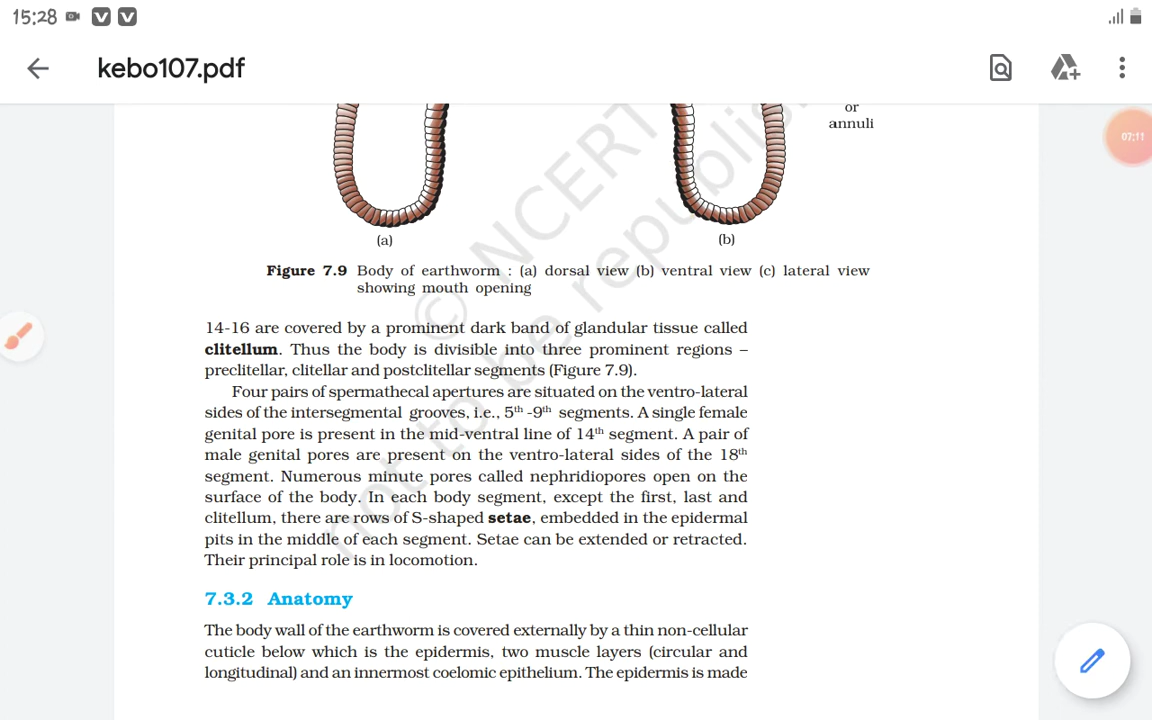 15:28
kebo107.pdf
or
annuli
07:11
(a)
(b)
© NCERT
not to be republi
Figure 7.9 Body of earthworm : (a) dorsal view (b) ventral view (c) lateral view
showing mouth opening
14-16 are covered by a prominent dark band of glandular tissue called
clitellum. Thus the body is divisible into three prominent regions –
preclitellar, clitellar and postclitellar segments (Figure 7.9).
Four pairs of spermathecal apertures are situated on the ventro-lateral
sides of the intersegmental grooves, i.e., 5th -9th segments. A single female
genital pore is present in the mid-ventral line of 14th segment. A pair of
male genital pores are present on the ventro-lateral sides of the 18th
segment. Numerous minute pores called nephridiopores open on the
surface of the body. In each body segment, except the first, last and
clitellum, there are rows of S-shaped setae, embedded in the epidermal
pits in the middle of each segment. Setae can be extended or retracted.
Their principal role is in locomotion.
7.3.2 Anatomy
The body wall of the earthworm is covered externally by a thin non-cellular
cuticle below which is the epidermis, two muscle layers (circular and
longitudinal) and an innermost coelomic epithelium. The epidermis is made